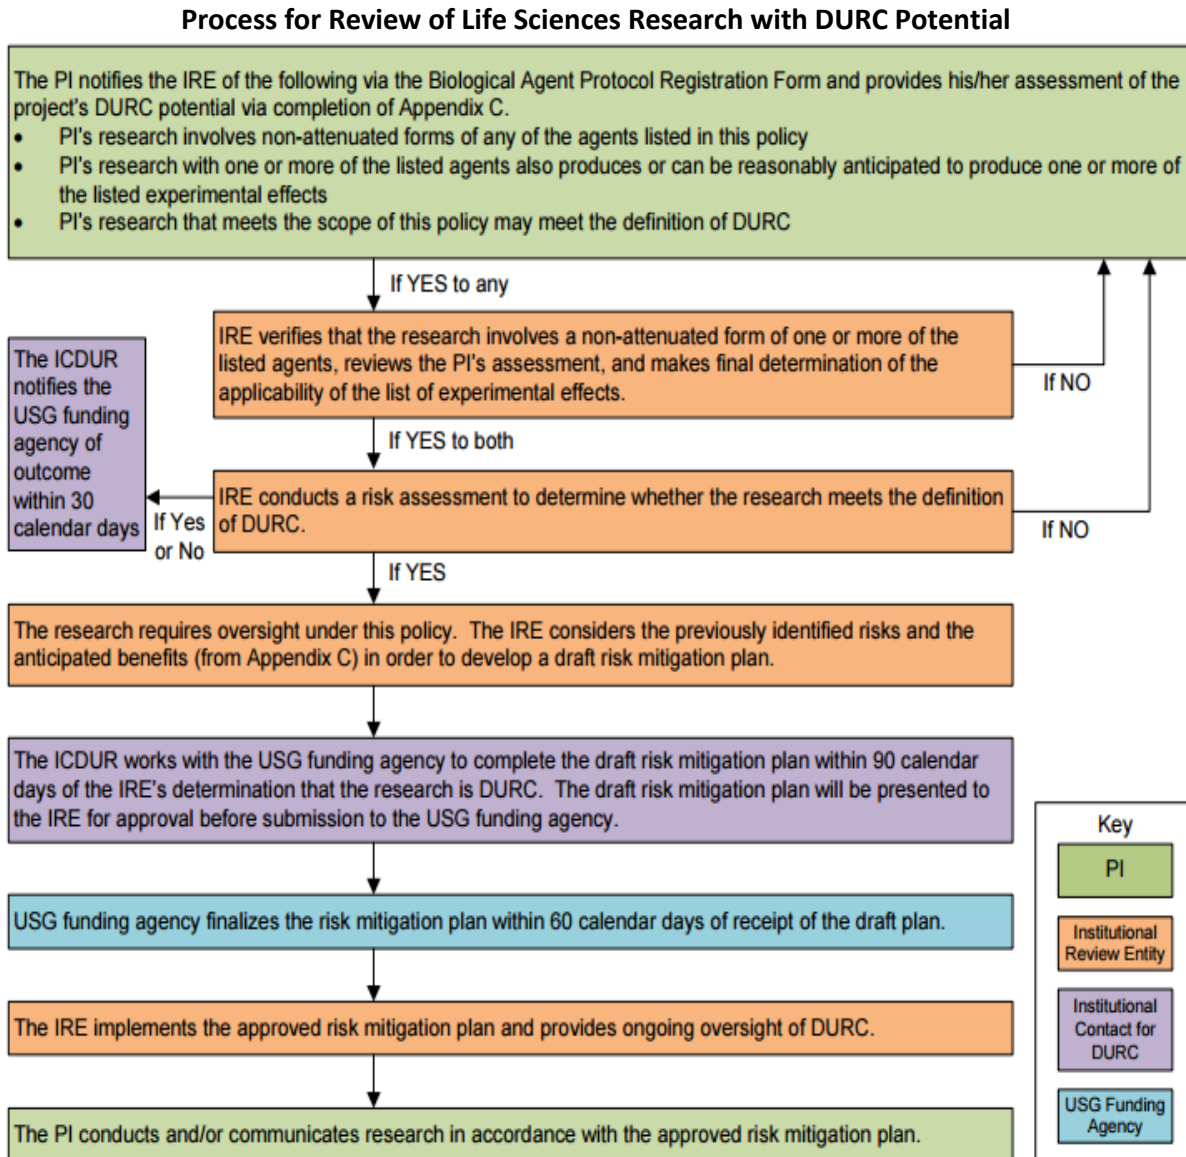 Process for Review of Life Sciences Research with DURC Potential
The PI notifies the IRE of the following via the Biological Agent Protocol Registration Form and provides his/her assessment of the
project's DURC potential via completion of Appendix C.
• PI's research involves non-attenuated forms of any of the agents listed in this policy
• PI's research with one or more of the listed agents also produces or can be reasonably anticipated to produce one or more of
the listed experimental effects
• PI's research that meets the scope of this policy may meet the definition of DURC
If YES to any
IRE verifies that the research involves a non-attenuated form of one or more of the
listed agents, reviews the PI's assessment, and makes final determination of the
applicability of the list of experimental effects.
If NO
The ICDUR
notifies the
USG funding
agency of
outcome
within 30
calendar days
If YES to both
IRE conducts a risk assessment to determine whether the research meets the definition
of DURC.
If Yes
or No
If NO
If YES
The research requires oversight under this policy. The IRE considers the previously identified risks and the
anticipated benefits (from Appendix C) in order to develop a draft risk mitigation plan.
The ICDUR works with the USG funding agency to complete the draft risk mitigation plan within 90 calendar
days of the IRE's determination that the research is DURC. The draft risk mitigation plan will be presented to
the IRE for approval before submission to the USG funding agency.
USG funding agency finalizes the risk mitigation plan within 60 calendar days of receipt of the draft plan.
The IRE implements the approved risk mitigation plan and provides ongoing oversight of DURC.
The PI conducts and/or communicates research in accordance with the approved risk mitigation plan.
Key
PI
Institutional
Review Entity
Institutional
Contact for
DURC
USG Funding
Agency